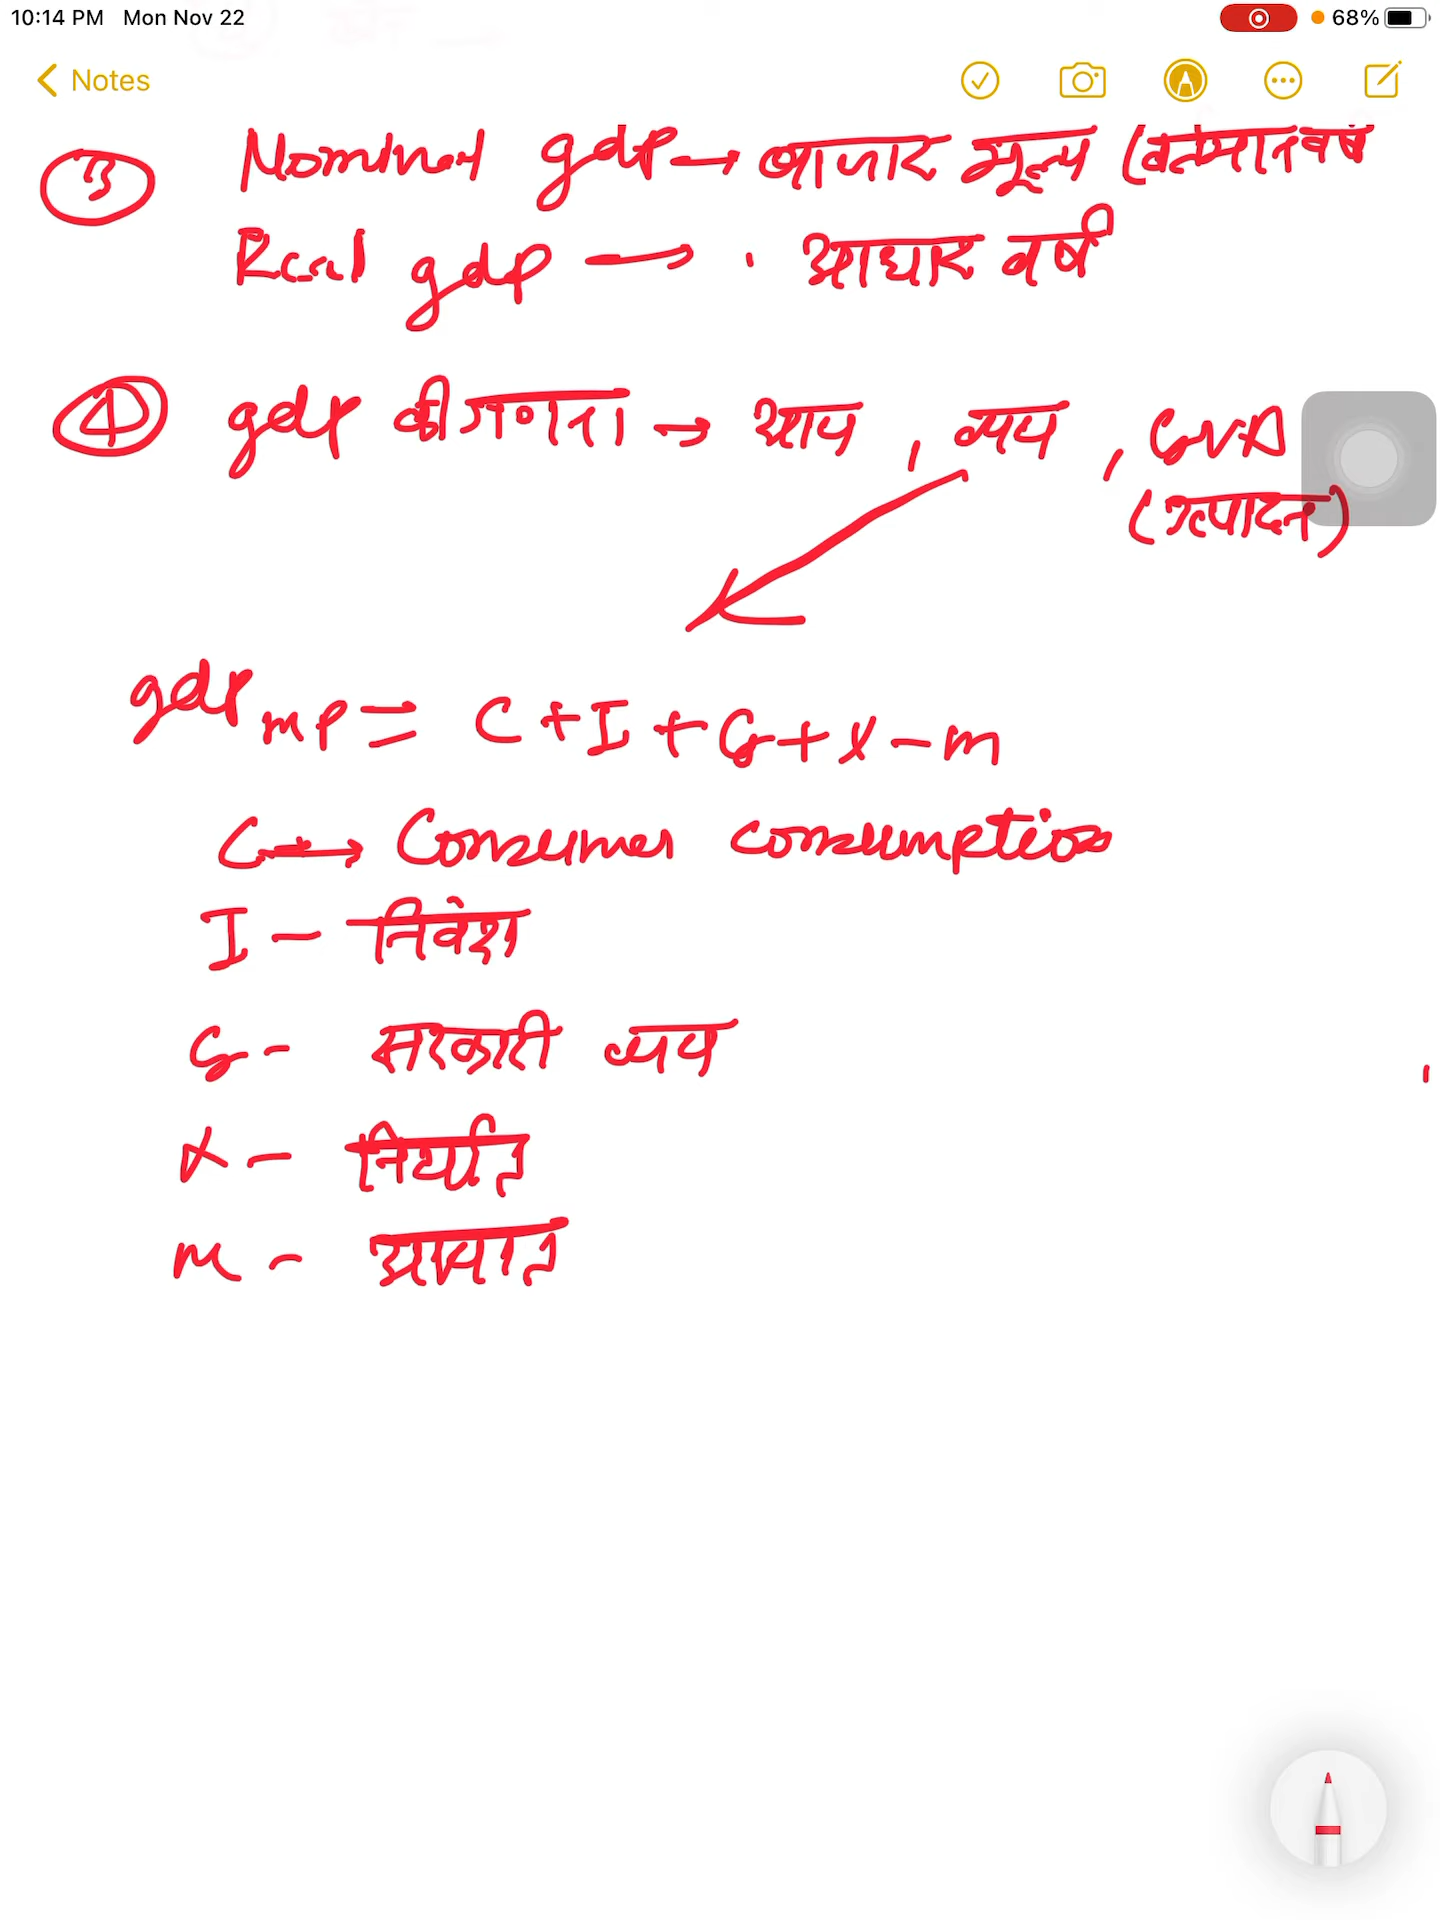 10:14 PM Mon Nov 22 68%
Notes
3 Nominal gdp → बाजार मूल्य (वर्तमान वर्ष
Real gdp → आधार वर्ष
4 gdp की गणना → आय , व्यय , GVA
(उत्पादन)
gdp mp = C + I + G + X - m
C → Consumer consumption
I - निवेश
G - सरकारी व्यय
X - निर्यात
m - आयात